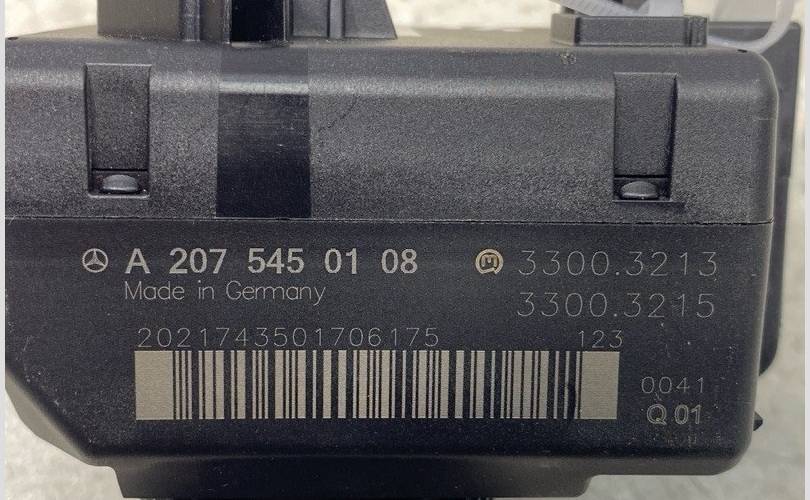 A 207 545 01 08
Made in Germany
3300.3213
3300.3215
2021743501706175 123
0041
Q 01